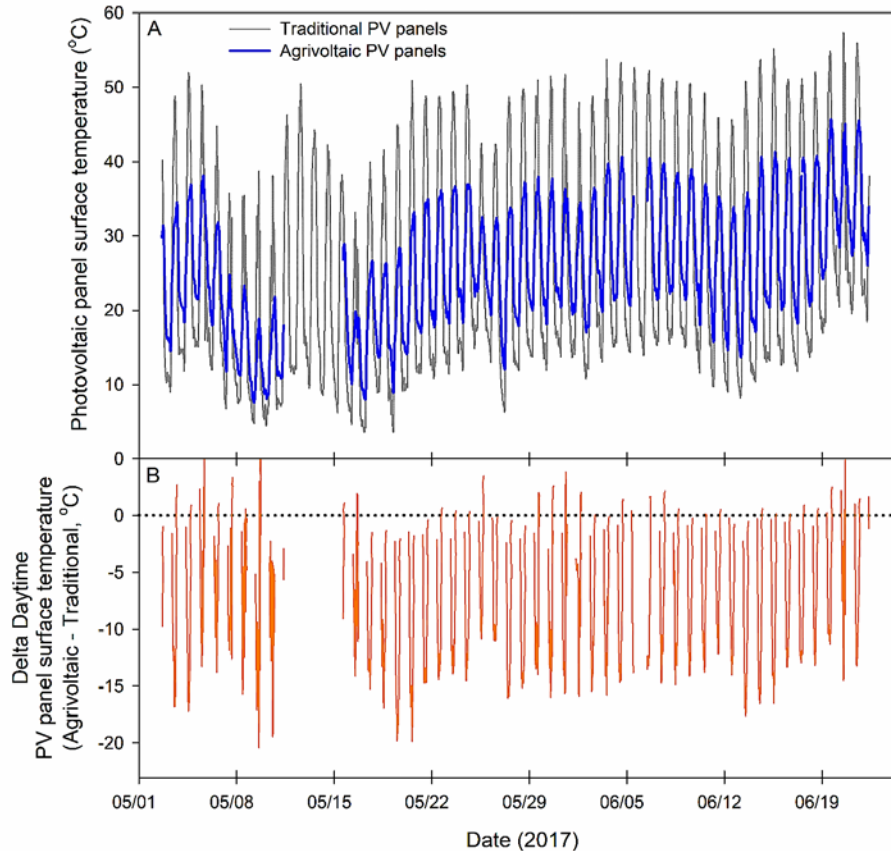 A
Traditional PV panels
Agrivoltaic PV panels
Photovoltaic panel surface temperature (°C)
60
50
40
30
20
10
0
B
Delta Daytime
PV panel surface temperature
(Agrivoltaic - Traditional, °C)
0
-5
-10
-15
-20
05/01 05/08 05/15 05/22 05/29 06/05 06/12 06/19
Date (2017)